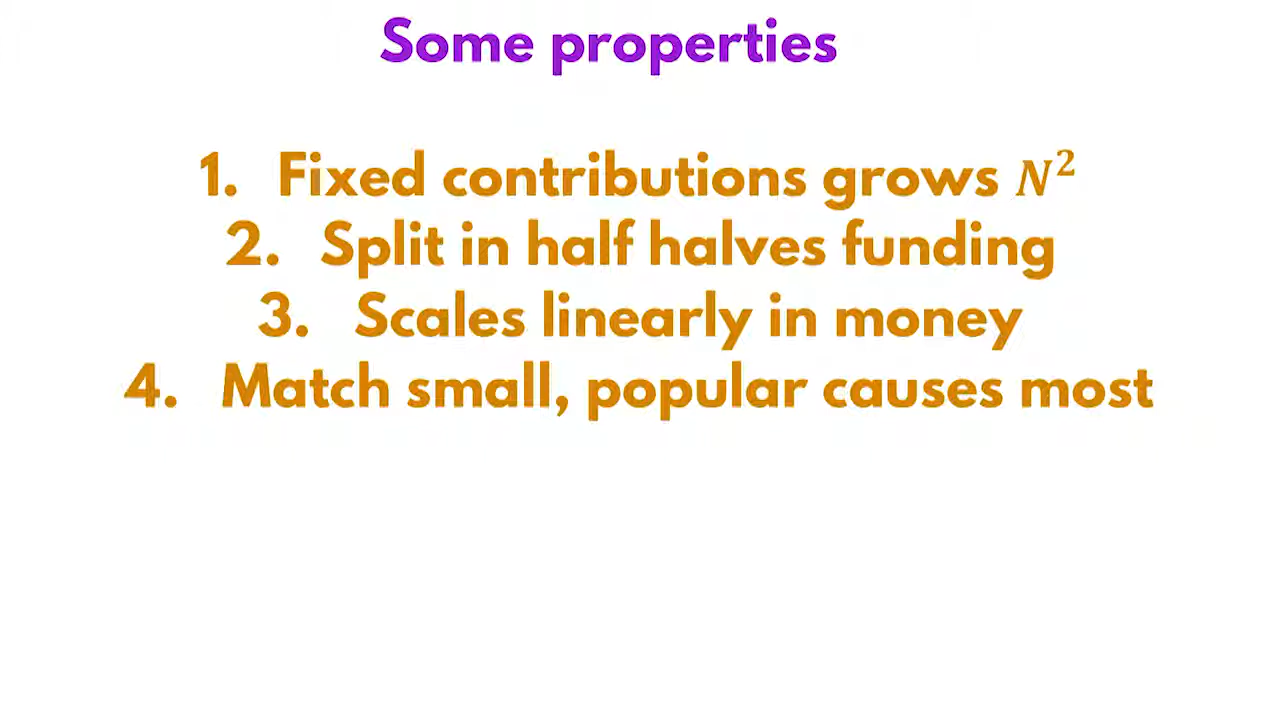 Some properties
1. Fixed contributions grows N²
2. Split in half halves funding
3. Scales linearly in money
4. Match small, popular causes most